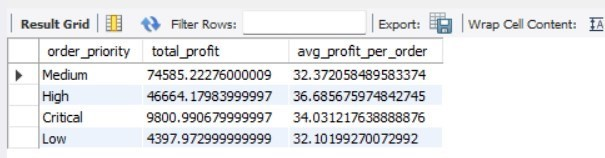 Result Grid Filter Rows: Export: Wrap Cell Content:
order_priority total_profit avg_profit_per_order
Medium 74585.22276000009 32.372058489583374
High 46664.17983999997 36.685675974842745
Critical 9800.990679999997 34.031217638888876
Low 4397.972999999999 32.10199270072992